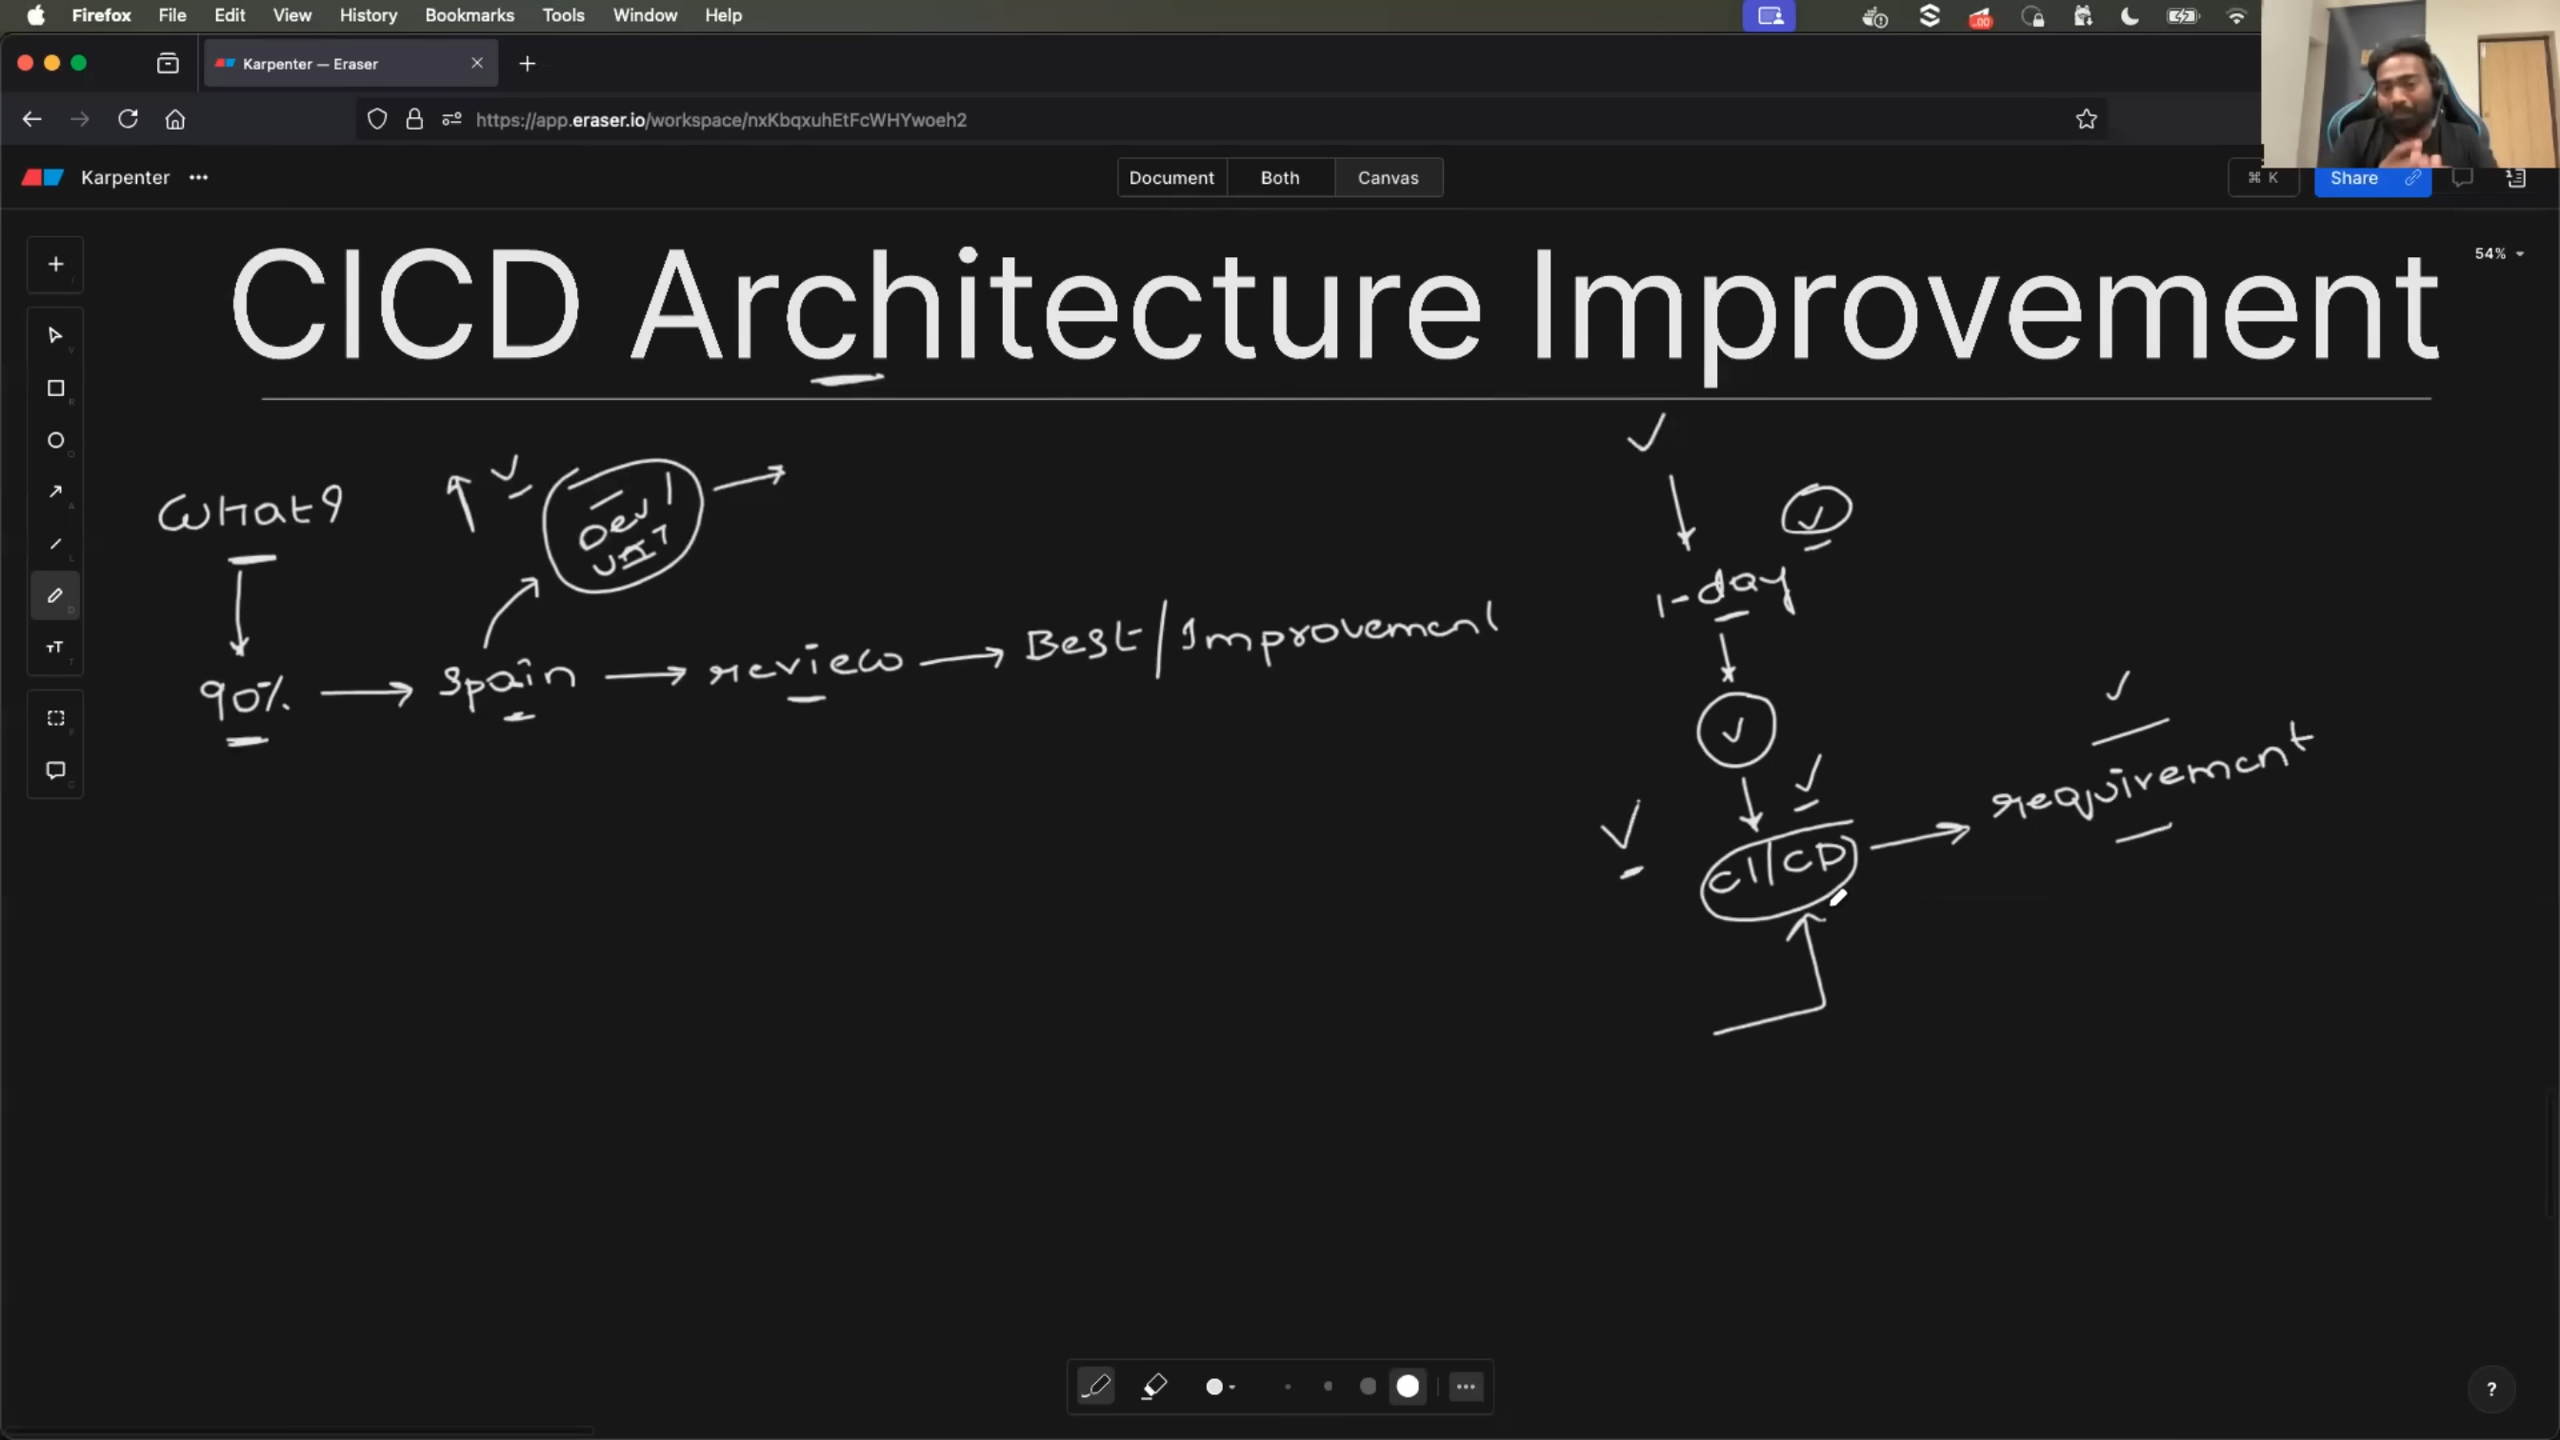 Firefox File Edit View History Bookmarks Tools Window Help
Karpenter — Eraser
https://app.eraser.io/workspace/nxKbqxuhEtFcWHYwoeh2
Karpenter
Document Both Canvas
⌘ K
Share
54%
CICD Architecture Improvement
What?
Dev
1-day
90% → Spain → review → Best/Improvement
CI/CD → requirement
?